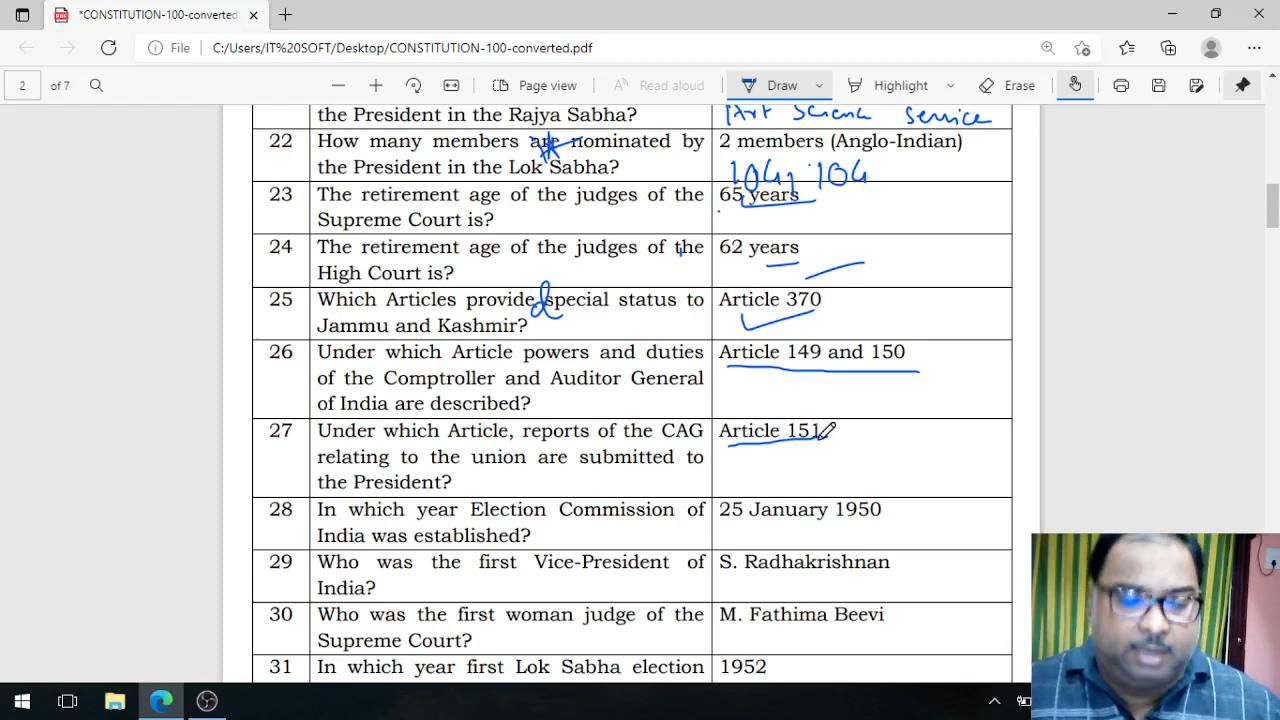 *CONSTITUTION-100-converted
File
C:/Users/IT%20SOFT/Desktop/CONSTITUTION-100-converted.pdf
2 of 7
Page view
Read aloud
Draw
Highlight
Erase
the President in the Rajya Sabha?
Art Science Service
22 How many members are nominated by 2 members (Anglo-Indian)
the President in the Lok Sabha?
104, 104
23 The retirement age of the judges of the 65 years
Supreme Court is?
24 The retirement age of the judges of the 62 years
High Court is?
25 Which Articles provide special status to Article 370
d
Jammu and Kashmir?
26 Under which Article powers and duties Article 149 and 150
of the Comptroller and Auditor General
of India are described?
27 Under which Article, reports of the CAG Article 151
relating to the union are submitted to
the President?
28 In which year Election Commission of 25 January 1950
India was established?
29 Who was the first Vice-President of S. Radhakrishnan
India?
30 Who was the first woman judge of the M. Fathima Beevi
Supreme Court?
31 In which year first Lok Sabha election 1952